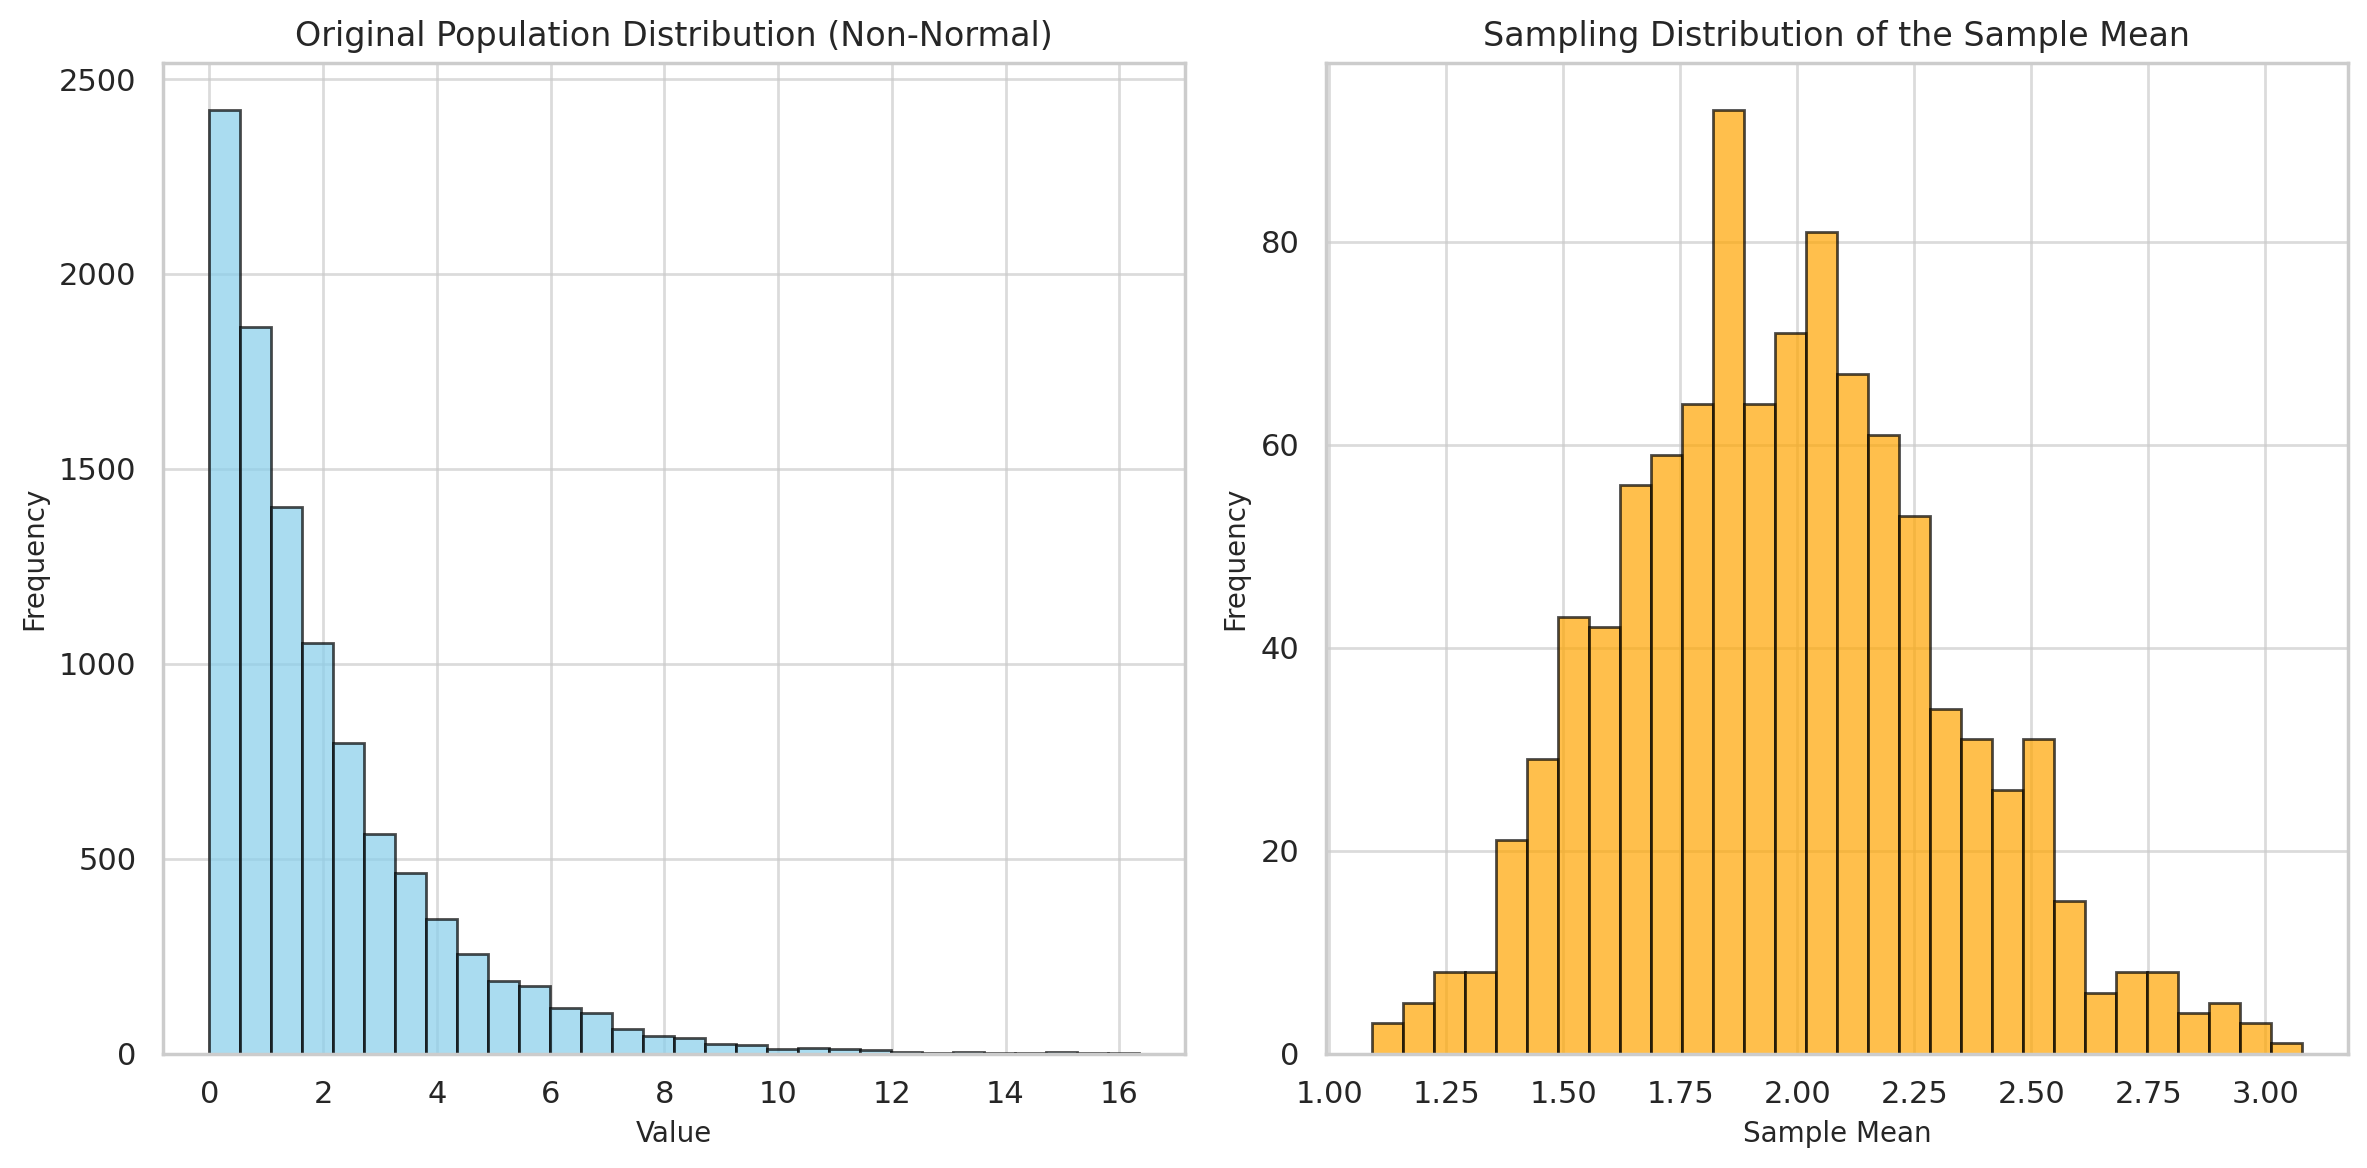 Original Population Distribution (Non-Normal)
2500
2000
1500
1000
500
0
Frequency
0 2 4 6 8 10 12 14 16
Value
Sampling Distribution of the Sample Mean
80
60
40
20
0
Frequency
1.00 1.25 1.50 1.75 2.00 2.25 2.50 2.75 3.00
Sample Mean